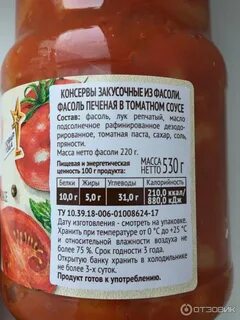 КОНСЕРВЫ ЗАКУСОЧНЫЕ ИЗ ФАСОЛИ.
ФАСОЛЬ ПЕЧЕНАЯ В ТОМАТНОМ СОУСЕ
Состав: фасоль, лук репчатый, масло
подсолнечное рафинированное дезодо-
рированное, томатная паста, сахар, соль,
пряности.
Масса нетто фасоли 220 г.
Пищевая и энергетическая
ценность 100 г продукта:
МАССА
НЕТТО 530 г
Белки Жиры Углеводы Калорийность
10,0 г 5,0 г 31,0 г 210,0 ккал/
880,0 кДж
ТУ 10.39.18-006-01008624-17
Дата изготовления - смотреть на упаковке.
Хранить при температуре от 0 °С до +25 °С
и относительной влажности воздуха не
более 75 %. Срок годности 3 года.
Открытую банку хранить в холодильнике
не более 3-х суток.
Продукт готов к употреблению.
ОТЗОВИК